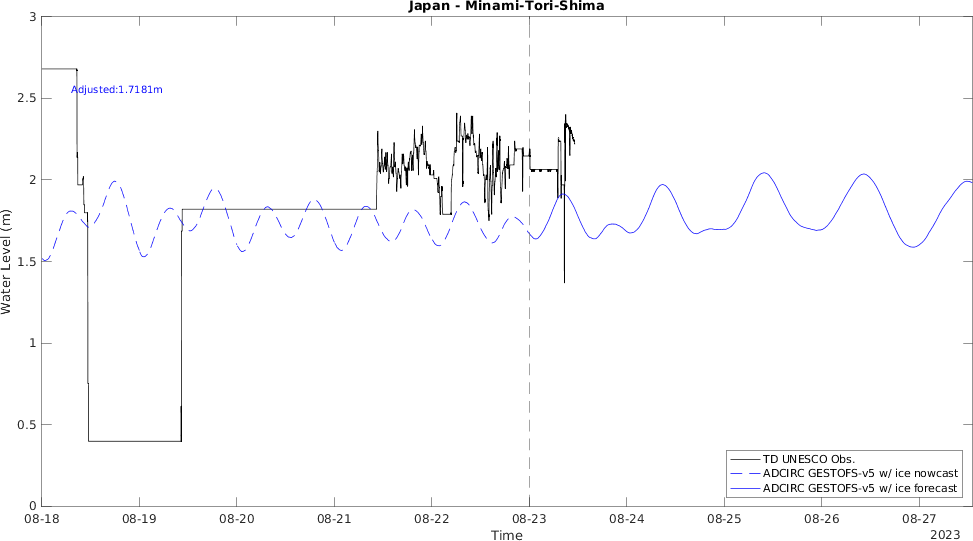 Japan - Minami-Tori-Shima
3
2.5
2
1.5
1
0.5
0
Water Level (m)
Adjusted:1.7181m
TD UNESCO Obs.
ADCIRC GESTOFS-v5 w/ ice nowcast
ADCIRC GESTOFS-v5 w/ ice forecast
08-18 08-19 08-20 08-21 08-22 08-23 08-24 08-25 08-26 08-27
Time
2023